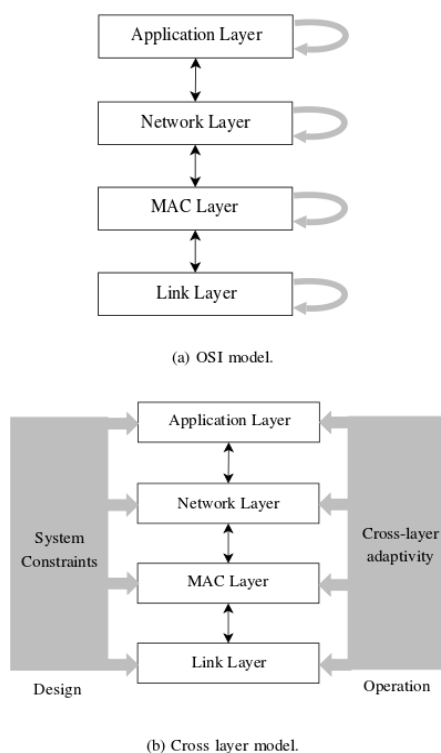 Application Layer
Network Layer
MAC Layer
Link Layer
(a) OSI model.
Application Layer
Network Layer
MAC Layer
Link Layer
System
Constraints
Design
Cross-layer
adaptivity
Operation
(b) Cross layer model.